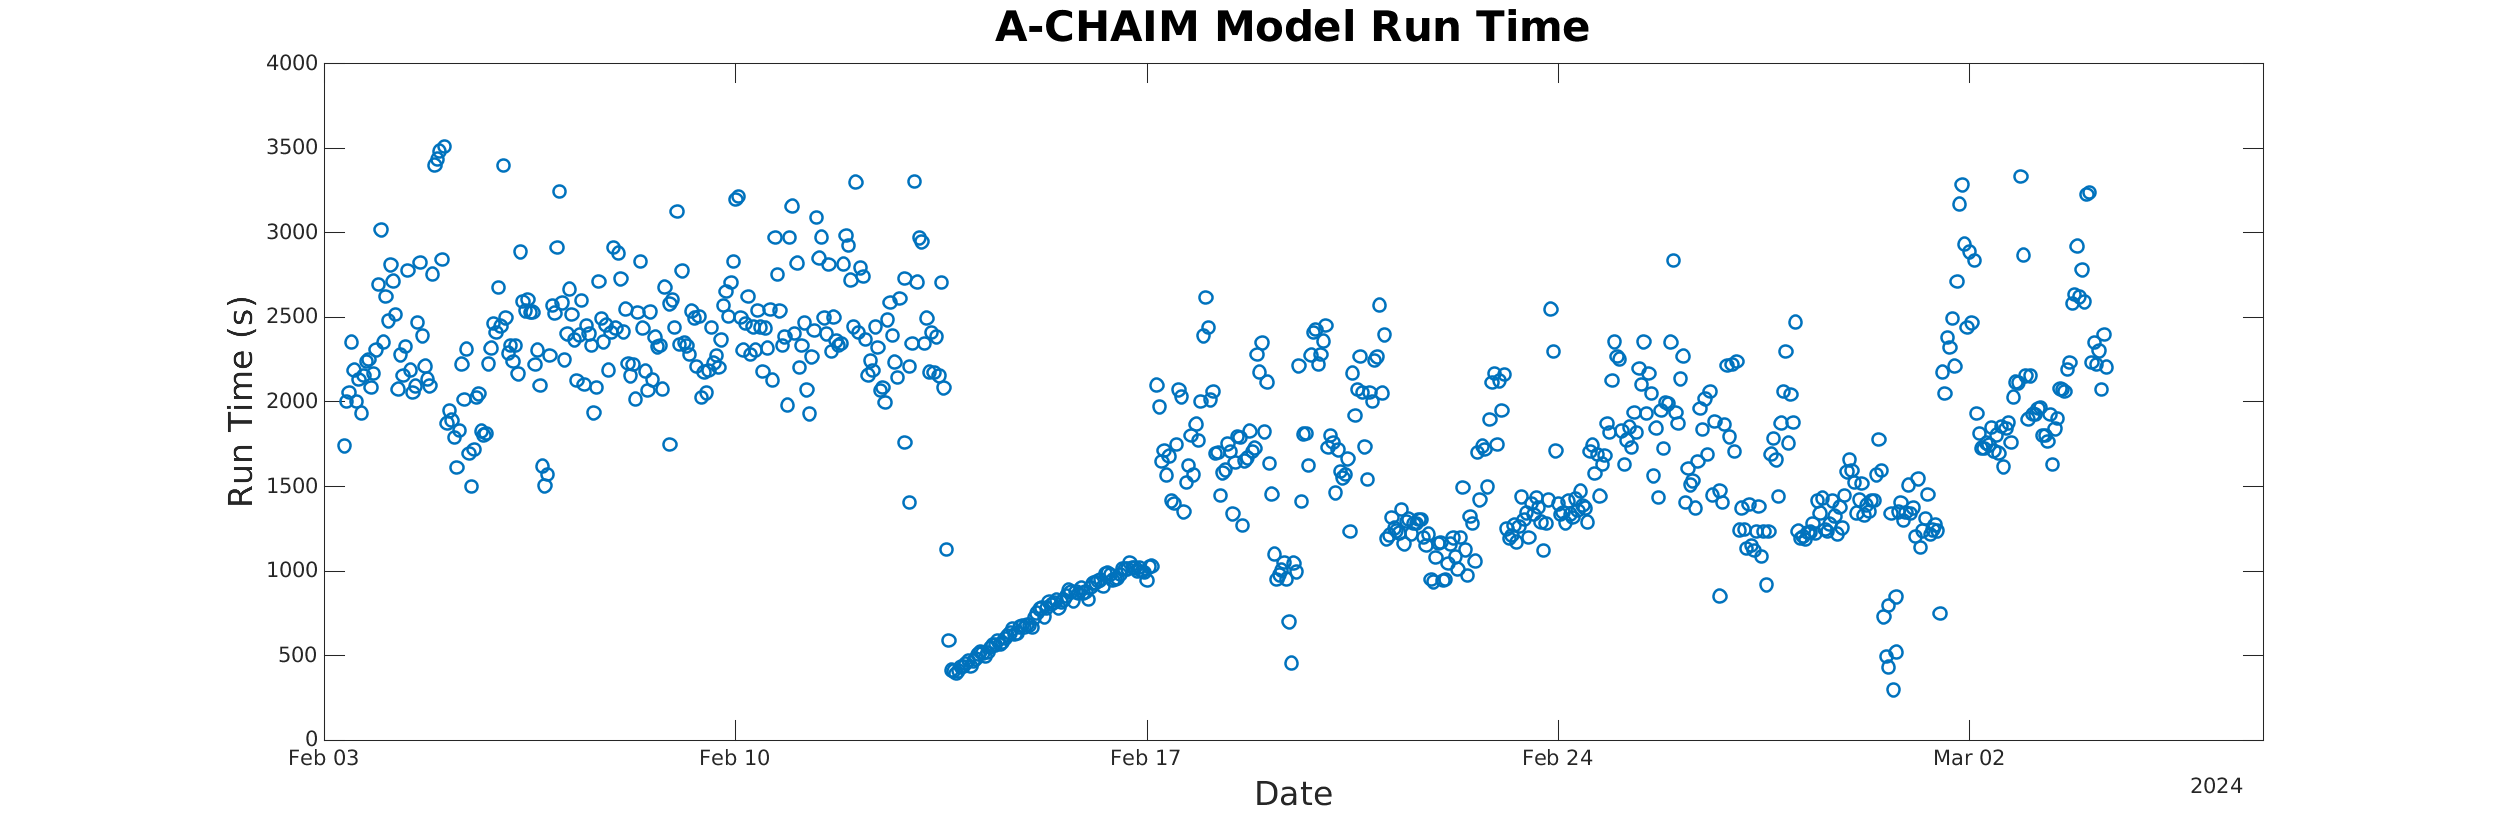 A-CHAIM Model Run Time
4000
3500
3000
2500
2000
1500
1000
500
0
Run Time (s)
Feb 03
Feb 10
Feb 17
Feb 24
Mar 02
2024
Date